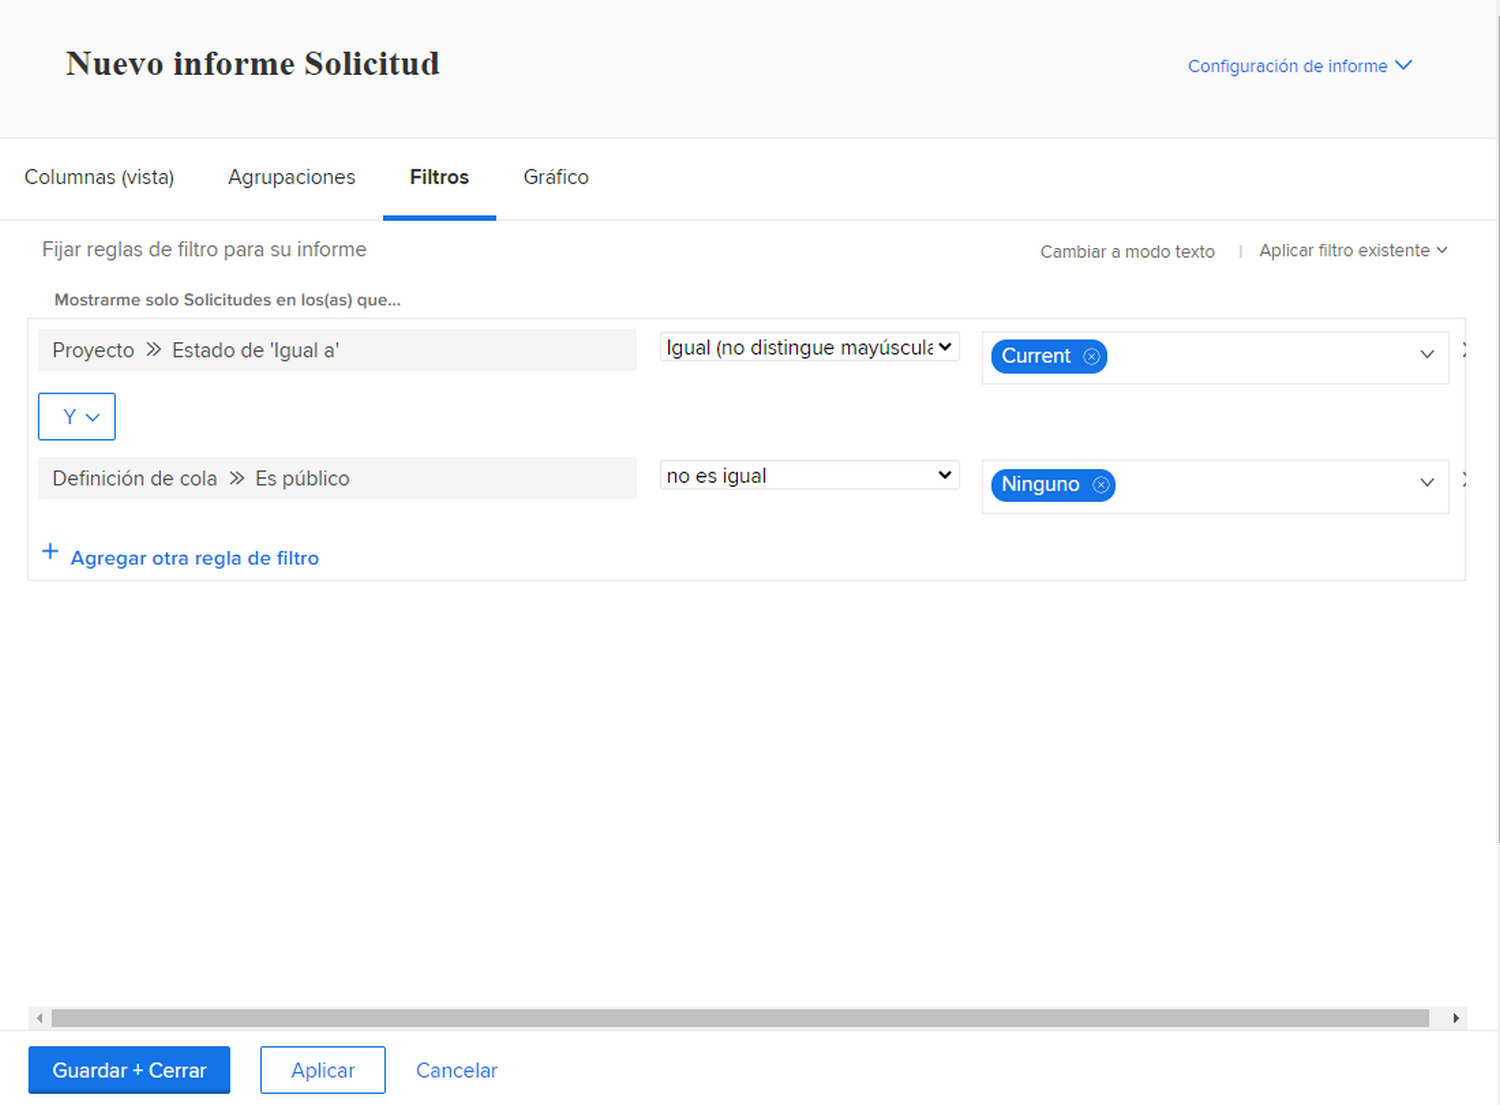 Nuevo informe Solicitud
Configuración de informe
Columnas (vista) Agrupaciones Filtros Gráfico
Fijar reglas de filtro para su informe
Cambiar a modo texto | Aplicar filtro existente
Mostrarme solo Solicitudes en los(as) que...
Proyecto >> Estado de 'Igual a' Igual (no distingue mayúscula Current
Y
Definición de cola >> Es público no es igual Ninguno
+ Agregar otra regla de filtro
Guardar + Cerrar Aplicar Cancelar